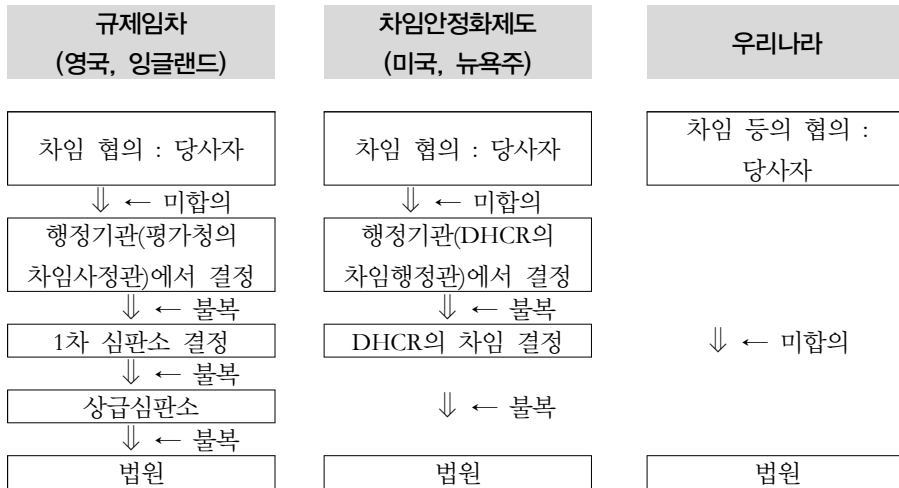 규제임차
(영국, 잉글랜드)
차임 협의 : 당사자
⇓ ← 미합의
행정기관(평가청의
차임사정관)에서 결정
⇓ ← 불복
1차 심판소 결정
⇓ ← 불복
상급심판소
⇓ ← 불복
법원
차임안정화제도
(미국, 뉴욕주)
차임 협의 : 당사자
⇓ ← 미합의
행정기관(DHCR의
차임행정관)에서 결정
⇓ ← 불복
DHCR의 차임 결정
⇓ ← 불복
법원
우리나라
차임 등의 협의 :
당사자
⇓ ← 미합의
법원